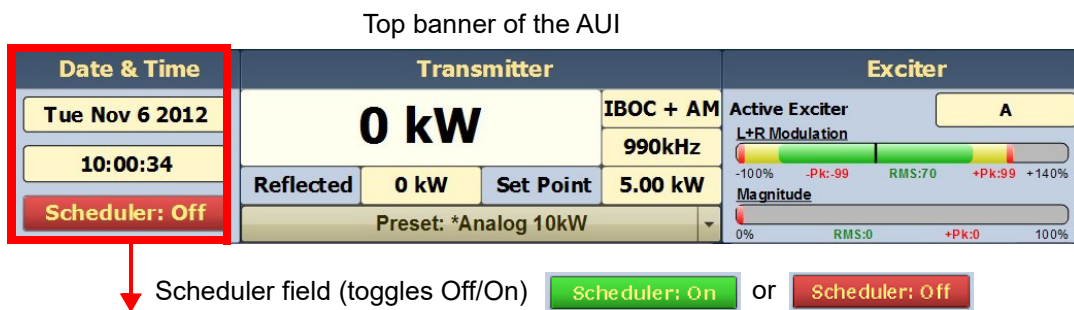 Top banner of the AUI
Date & Time
Tue Nov 6 2012
10:00:34
Scheduler: Off
Transmitter
0 kW
IBOC + AM
990kHz
Reflected 0 kW Set Point 5.00 kW
Preset: *Analog 10kW
Exciter
Active Exciter A
L+R Modulation
-100% -Pk:-99 RMS:70 +Pk:99 +140%
Magnitude
0% RMS:0 +Pk:0 100%
Scheduler field (toggles Off/On) Scheduler: On or Scheduler: Off